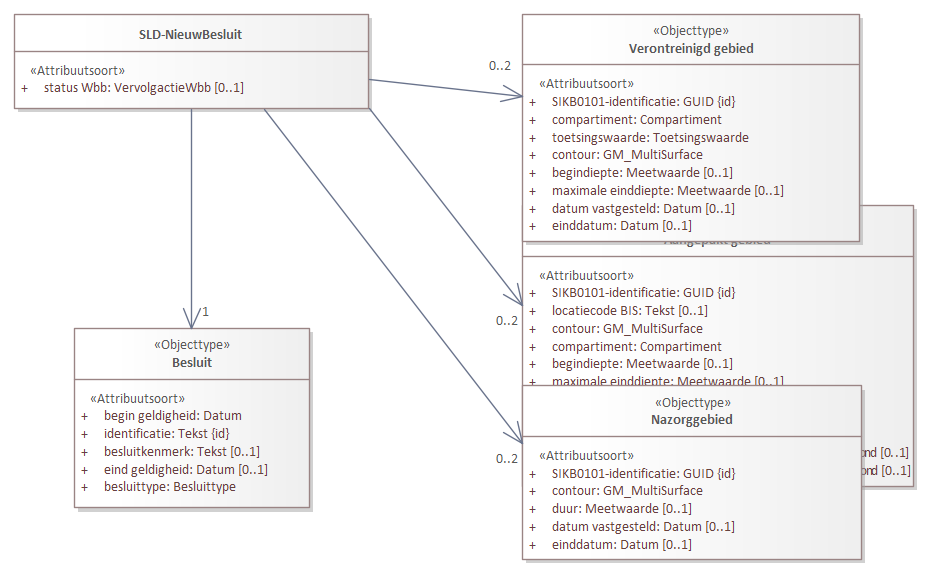 SLD-NieuwBesluit
«Attribuutsoort»
+ status Wbb: VervolgactieWbb [0..1]
0..2
«Objecttype»
Verontreinigd gebied
«Attribuutsoort»
+ SIKB0101-identificatie: GUID {id}
+ compartiment: Compartiment
+ toetsingswaarde: Toetsingswaarde
+ contour: GM_MultiSurface
+ begindiepte: Meetwaarde [0..1]
+ maximale einddiepte: Meetwaarde [0..1]
+ datum vastgesteld: Datum [0..1]
+ einddatum: Datum [0..1]
Aangepakt gebied
«Attribuutsoort»
+ SIKB0101-identificatie: GUID {id}
+ locatiecode BIS: Tekst [0..1]
+ contour: GM_MultiSurface
+ compartiment: Compartiment
+ begindiepte: Meetwaarde [0..1]
+ maximale einddiepte: Meetwaarde [0..1]
ond [0..1]
ond [0..1]
0..2
1
«Objecttype»
Besluit
«Attribuutsoort»
+ begin geldigheid: Datum
+ identificatie: Tekst {id}
+ besluitkenmerk: Tekst [0..1]
+ eind geldigheid: Datum [0..1]
+ besluittype: Besluittype
0..2
«Objecttype»
Nazorggebied
«Attribuutsoort»
+ SIKB0101-identificatie: GUID {id}
+ contour: GM_MultiSurface
+ duur: Meetwaarde [0..1]
+ datum vastgesteld: Datum [0..1]
+ einddatum: Datum [0..1]